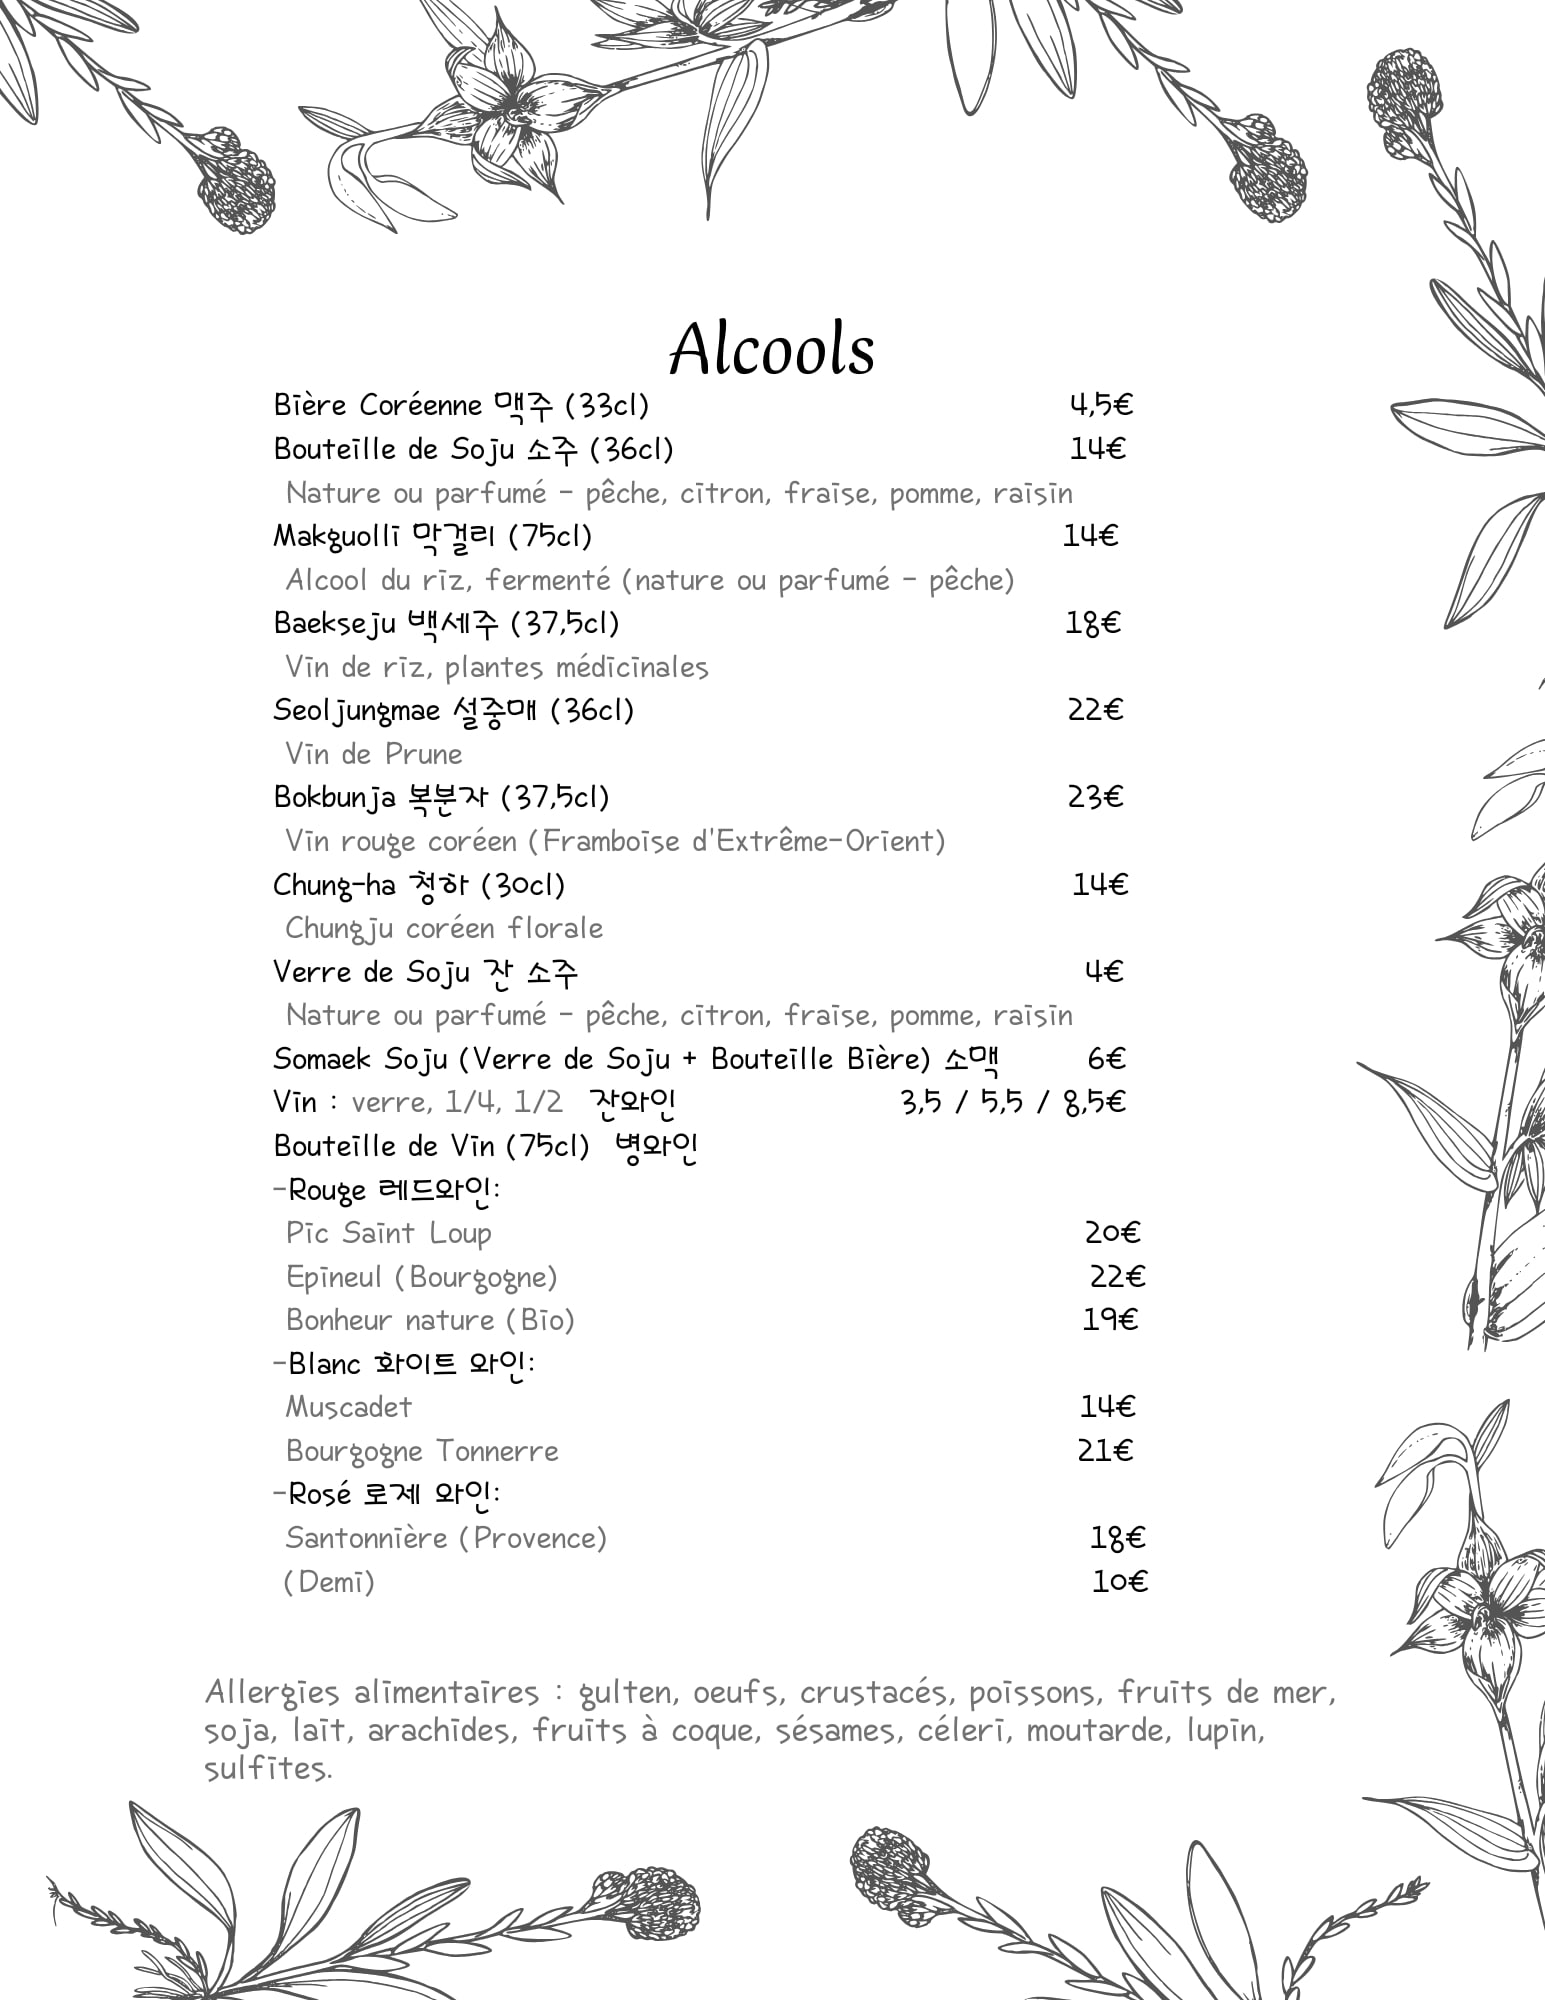 Alcools
Bière Coréenne 맥주 (33cl) 4,5€
Bouteille de Soju 소주 (36cl) 14€
Nature ou parfumé - pêche, citron, fraise, pomme, raisin
Makguolli 막걸리 (75cl) 14€
Alcool du riz, fermenté (nature ou parfumé - pêche)
Baekseju 백세주 (37,5cl) 18€
Vin de riz, plantes médicinales
Seoljungmae 설중매 (36cl) 22€
Vin de Prune
Bokbunja 복분자 (37,5cl) 23€
Vin rouge coréen (Framboise d'Extrême-Orient)
Chung-ha 청하 (30cl) 14€
Chungju coréen florale
Verre de Soju 잔 소주 4€
Nature ou parfumé - pêche, citron, fraise, pomme, raisin
Somaek Soju (Verre de Soju + Bouteille Bière) 소맥 6€
Vin : verre, 1/4, 1/2 잔와인 3,5 / 5,5 / 8,5€
Bouteille de Vin (75cl) 병와인
-Rouge 레드와인:
Pic Saint Loup 20€
Epineul (Bourgogne) 22€
Bonheur nature (Bio) 19€
-Blanc 화이트 와인:
Muscadet 14€
Bourgogne Tonnerre 21€
-Rosé 로제 와인:
Santonnière (Provence) 18€
(Demi) 10€
Allergies alimentaires : gulten, oeufs, crustacés, poissons, fruits de mer,
soja, lait, arachides, fruits à coque, sésames, céleri, moutarde, lupin,
sulfites.